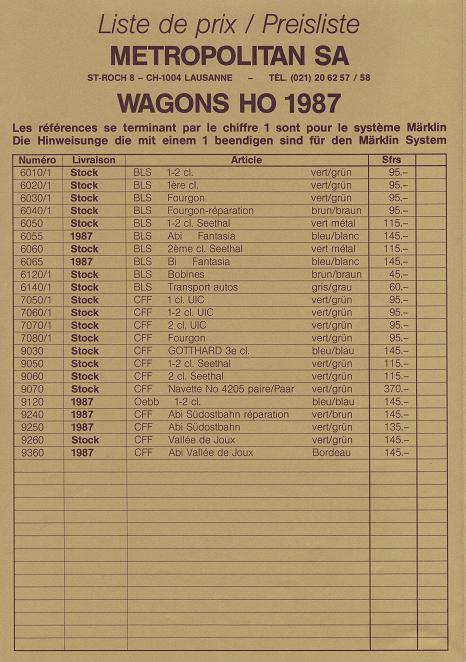 Liste de prix / Preisliste
METROPOLITAN SA
ST-ROCH 8 – CH-1004 LAUSANNE – TÉL. (021) 20 62 57 / 58
WAGONS HO 1987
Les références se terminant par le chiffre 1 sont pour le système Märklin
Die Hinweisunge die mit einem 1 beendigen sind für den Märklin System
Numéro Livraison Article Sfrs
6010/1 Stock BLS 1-2 cl. vert/grün 95.–
6020/1 Stock BLS 1ère cl. vert/grün 95.–
6030/1 Stock BLS Fourgon vert/grün 95.–
6040/1 Stock BLS Fourgon-réparation brun/braun 95.–
6050 Stock BLS 1-2 cl. Seethal vert métal 115.–
6055 1987 BLS Abi Fantasia bleu/blanc 145.–
6060 Stock BLS 2ème cl. Seethal vert métal 115.–
6065 1987 BLS Bi Fantasia bleu/blanc 145.–
6120/1 Stock BLS Bobines brun/braun 45.–
6140/1 Stock BLS Transport autos gris/grau 60.–
7050/1 Stock CFF 1 cl. UIC vert/grün 95.–
7060/1 Stock CFF 1-2 cl. UIC vert/grün 95.–
7070/1 Stock CFF 2 cl. UIC vert/grün 95.–
7080/1 Stock CFF Fourgon vert/grün 95.–
9030 Stock CFF GOTTHARD 3e cl. bleu/blau 145.–
9050 Stock CFF 1-2 cl. Seethal vert/grün 115.–
9060 Stock CFF 2 cl. Seethal vert/grün 115.–
9070 Stock CFF Navette No 4205 paire/Paar vert/grün 370.–
9120 1987 Oebb 1-2 cl. bleu/blau 145.–
9240 1987 CFF Abi Südostbahn réparation vert/brun 145.–
9250 1987 CFF Abi Südostbahn vert/grün 135.–
9260 Stock CFF Vallée de Joux vert/grün 145.–
9360 1987 CFF Abi Vallée de Joux Bordeau 145.–